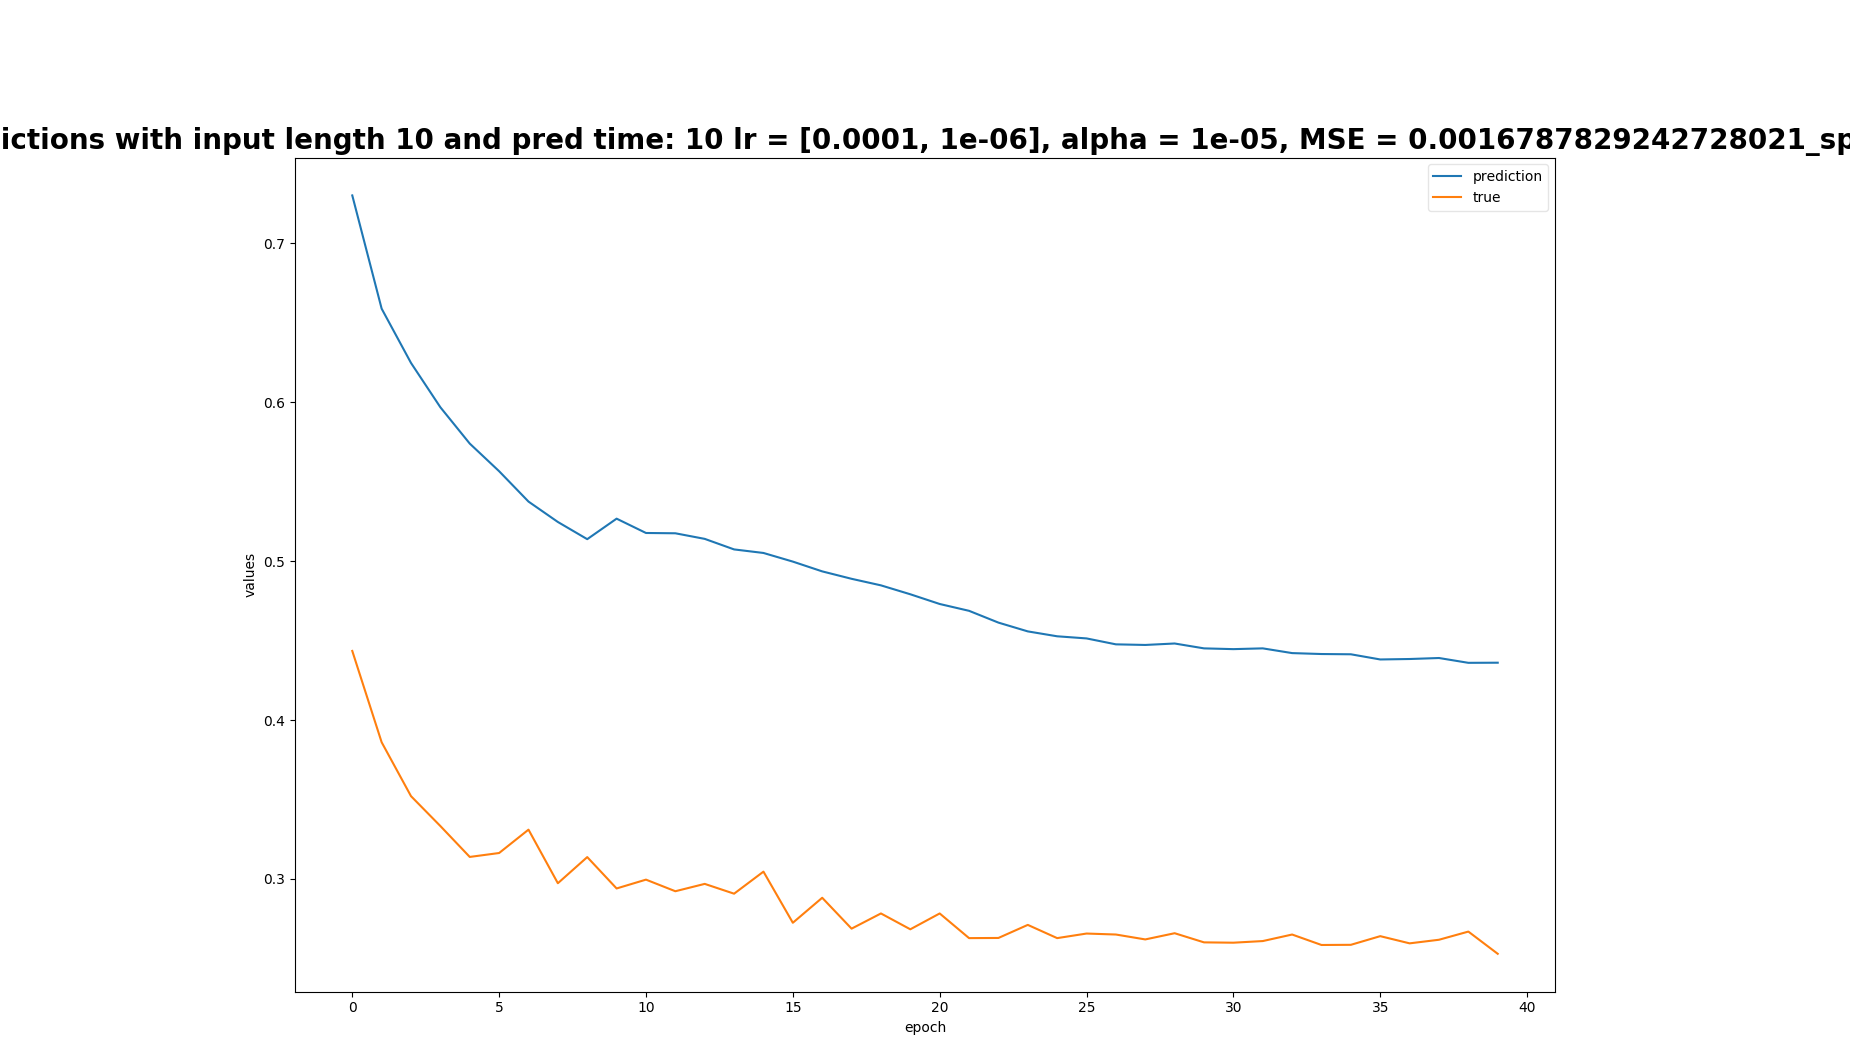 ictions with input length 10 and pred time: 10 lr = [0.0001, 1e-06], alpha = 1e-05, MSE = 0.0016787829242728021_sp
prediction
true
0.7
0.6
0.5
0.4
0.3
values
0 5 10 15 20 25 30 35 40
epoch